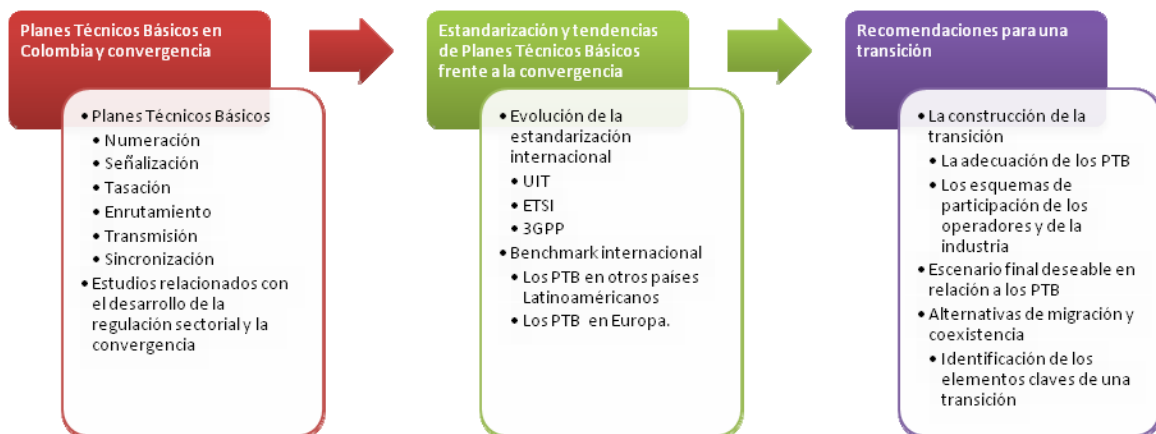 Planes Técnicos Básicos en
Colombia y convergencia
• Planes Técnicos Básicos
• Numeración
• Señalización
• Tasación
• Enrutamiento
• Transmisión
• Sincronización
• Estudios relacionados con
el desarrollo de la
regulación sectorial y la
convergencia
Estandarización y tendencias
de Planes Técnicos Básicos
frente a la convergencia
• Evolución de la
estandarización
internacional
• UIT
• ETSI
• 3GPP
• Benchmark internacional
• Los PTB en otros países
Latinoaméricanos
• Los PTB en Europa.
Recomendaciones para una
transición
• La construcción de la
transición
• La adecuación de los PTB
• Los esquemas de
participación de los
operadores y de la
industria
• Escenario final deseable en
relación a los PTB
• Alternativas de migración y
coexistencia
• Identificación de los
elementos claves de una
transición